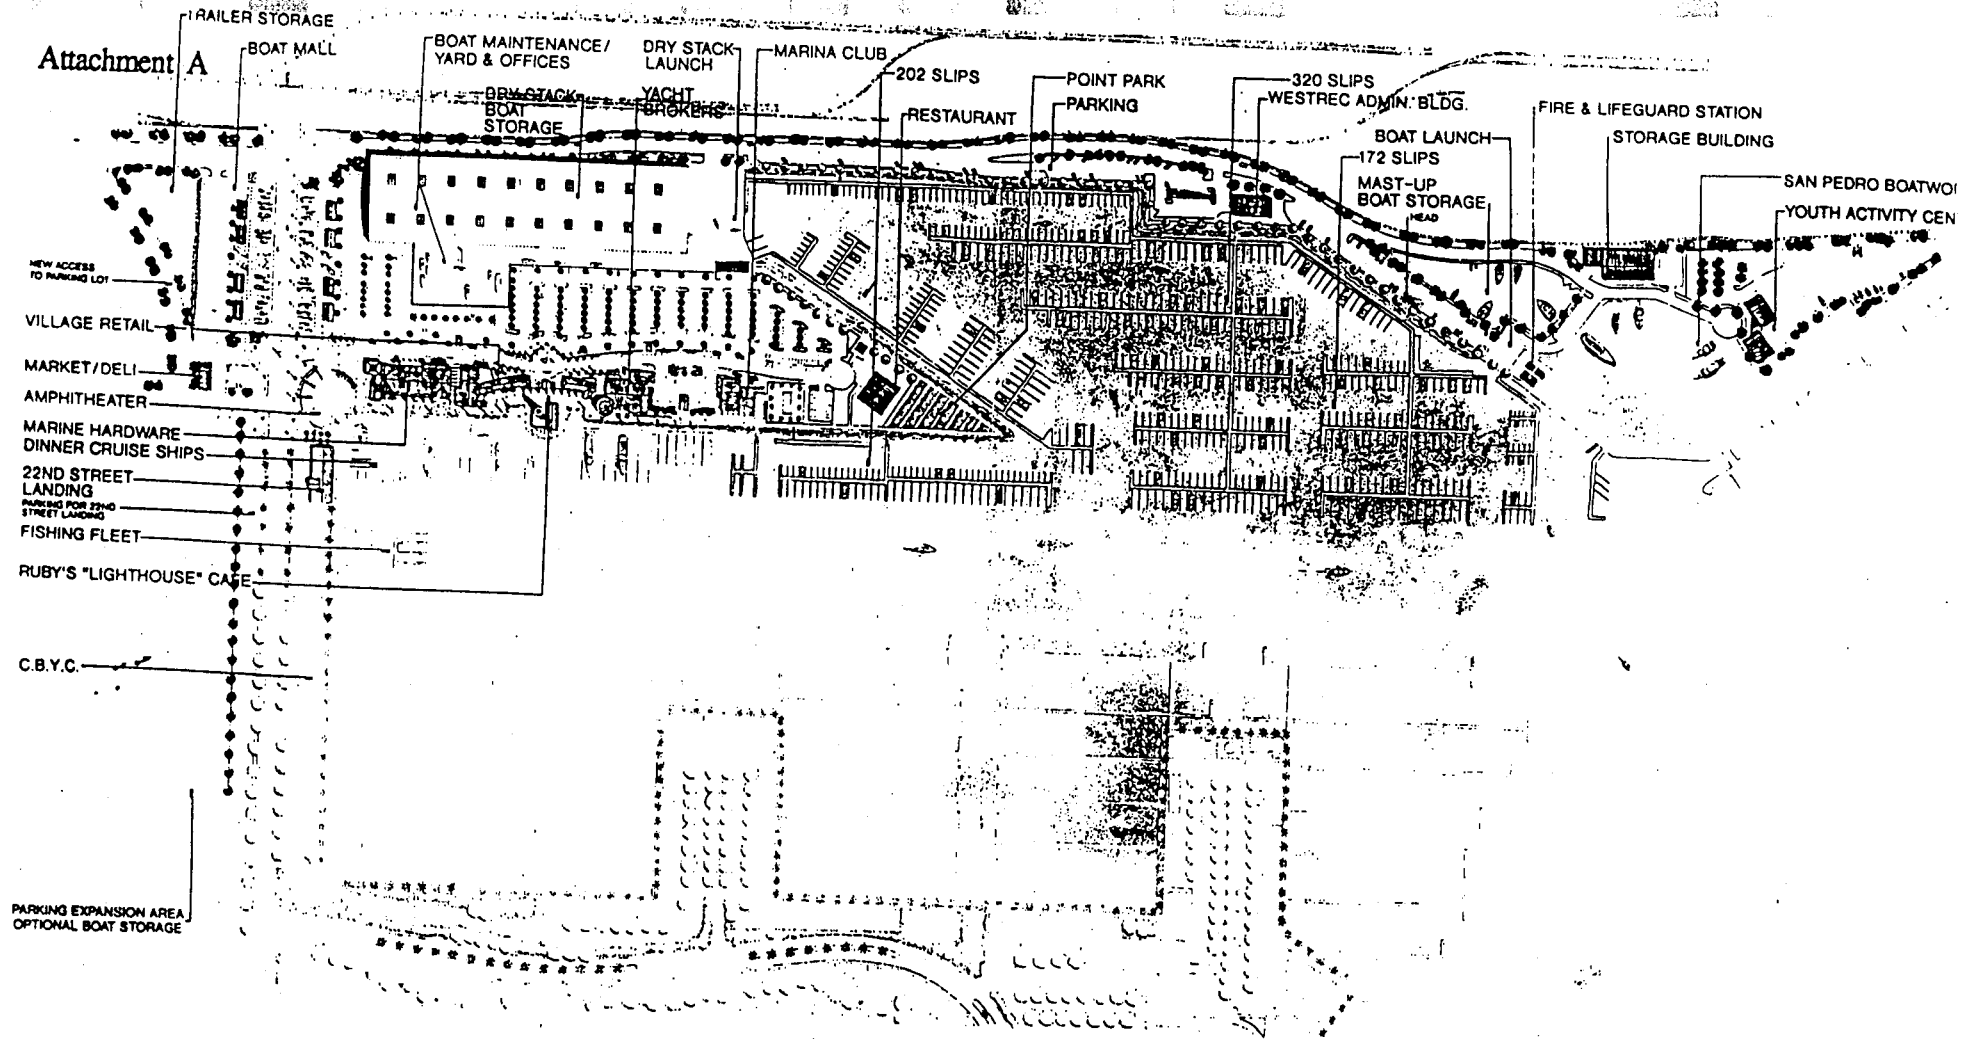 Attachment A
TRAILER STORAGE
BOAT MALL
BOAT MAINTENANCE/
YARD & OFFICES
DRY STACK
BOAT
STORAGE
DRY STACK
LAUNCH
YACHT
BROKERS
MARINA CLUB
202 SLIPS
RESTAURANT
POINT PARK
PARKING
320 SLIPS
WESTREC ADMIN. BLDG.
BOAT LAUNCH
172 SLIPS
MAST-UP
BOAT STORAGE
HEAD
FIRE & LIFEGUARD STATION
STORAGE BUILDING
SAN PEDRO BOATWO
YOUTH ACTIVITY CEN
NEW ACCESS
TO PARKING LOT
VILLAGE RETAIL
MARKET/DELI
AMPHITHEATER
MARINE HARDWARE
DINNER CRUISE SHIPS
22ND STREET
LANDING
PARKING FOR 22ND
STREET LANDING
FISHING FLEET
RUBY'S "LIGHTHOUSE" CAFE
C.B.Y.C.
PARKING EXPANSION AREA
OPTIONAL BOAT STORAGE